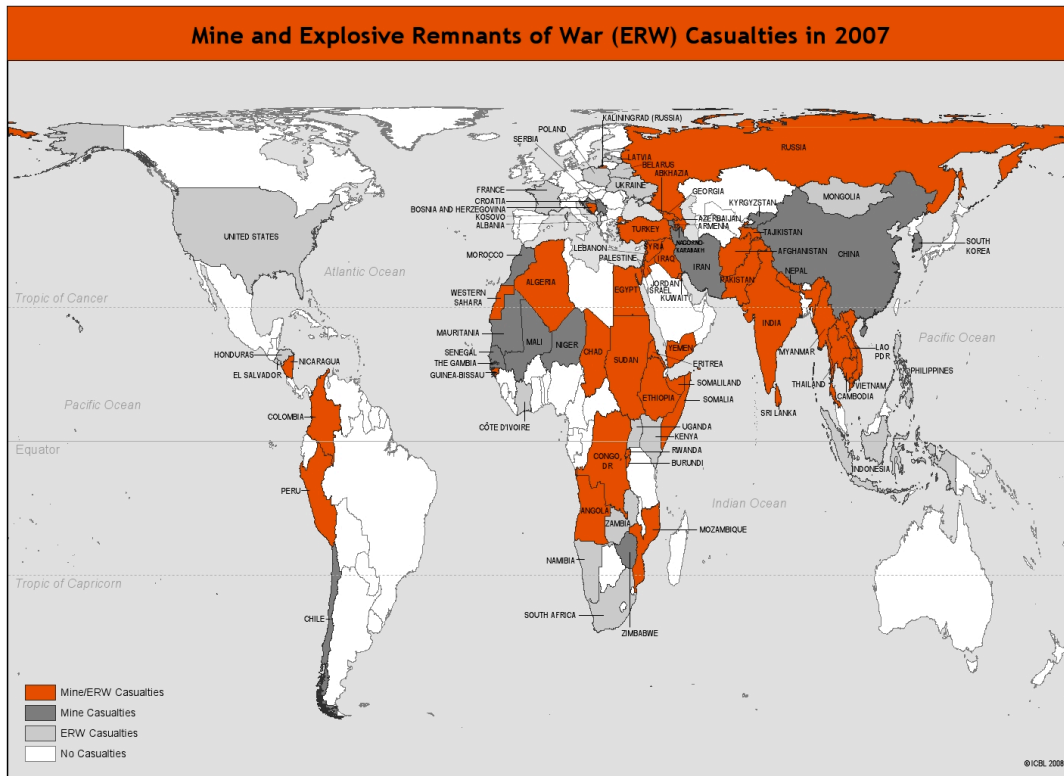 Mine and Explosive Remnants of War (ERW) Casualties in 2007
KALININGRAD (RUSSIA)
POLAND
SERBIA
LATVIA
BELARUS
ABKHAZIA
RUSSIA
UKRAINE
GEORGIA
FRANCE
CROATIA
BOSNIA AND HERZEGOVINA
KOSOVO
ALBANIA
KYRGYZSTAN
MONGOLIA
UNITED STATES
AZERBAIJAN
ARMENIA
TURKEY
TAJIKISTAN
LEBANON
SYRIA
NAGORNO-
KARABAKH
AFGHANISTAN
SOUTH
KOREA
MOROCCO
PALESTINE
IRAQ
IRAN
CHINA
Atlantic Ocean
ALGERIA
EGYPT
JORDAN
ISRAEL
KUWAIT
PAKISTAN
NEPAL
Tropic of Cancer
WESTERN
SAHARA
INDIA
Pacific Ocean
MAURITANIA
MALI
NIGER
CHAD
SUDAN
YEMEN
ERITREA
MYANMAR
LAO
PDR
HONDURAS
NICARAGUA
EL SALVADOR
SENEGAL
THE GAMBIA
GUINEA-BISSAU
ETHIOPIA
SOMALILAND
SOMALIA
THAILAND
VIETNAM
CAMBODIA
PHILIPPINES
Pacific Ocean
COLOMBIA
CÔTE D'IVOIRE
UGANDA
KENYA
SRI LANKA
Equator
CONGO,
DR
RWANDA
BURUNDI
INDONESIA
PERU
ANGOLA
ZAMBIA
Indian Ocean
MOZAMBIQUE
NAMIBIA
Tropic of Capricorn
CHILE
SOUTH AFRICA
ZIMBABWE
Mine/ERW Casualties
Mine Casualties
ERW Casualties
No Casualties
©ICBL 2008